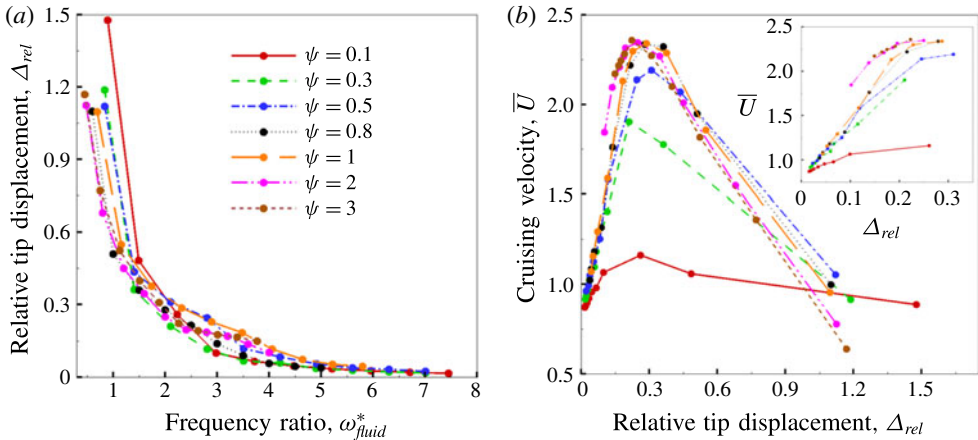 (a)
Relative tip displacement, Δrel
1.5
1.2
0.9
0.6
0.3
0
1 2 3 4 5 6 7 8
Frequency ratio, ω*fluid
ψ = 0.1
ψ = 0.3
ψ = 0.5
ψ = 0.8
ψ = 1
ψ = 2
ψ = 3
(b)
Cruising velocity, U̅
2.5
2.0
1.5
1.0
0.5
0 0.3 0.6 0.9 1.2 1.5
Relative tip displacement, Δrel
U̅
2.5
2.0
1.5
1.0
0 0.1 0.2 0.3
Δrel